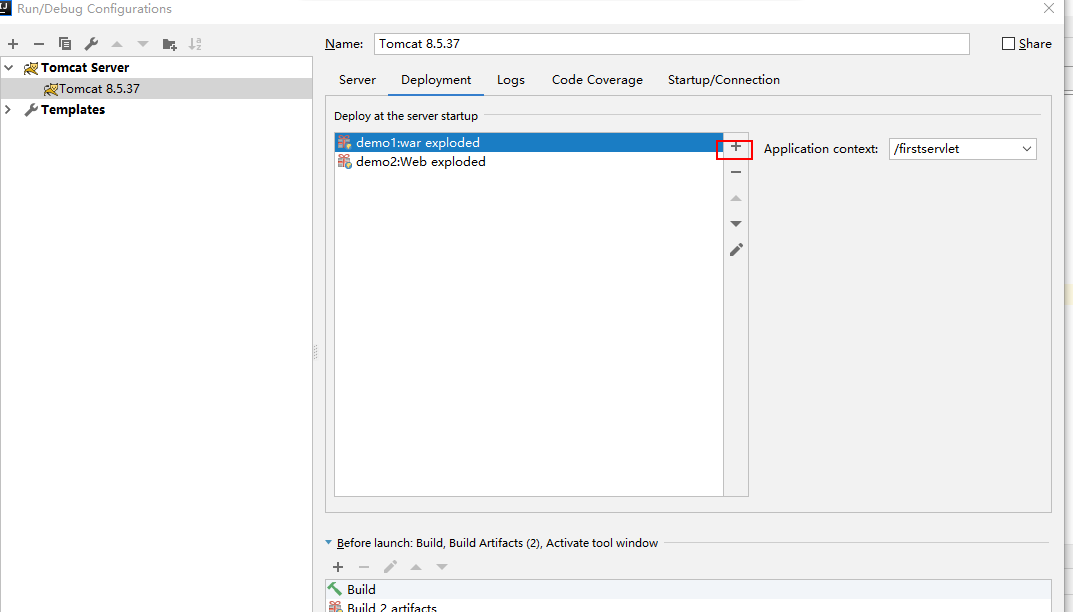 Run/Debug Configurations
Name: Tomcat 8.5.37 Share
Tomcat Server
Tomcat 8.5.37
Templates
Server Deployment Logs Code Coverage Startup/Connection
Deploy at the server startup
demo1:war exploded
demo2:Web exploded
Application context: /firstservlet
Before launch: Build, Build Artifacts (2), Activate tool window
Build
Build 2 artifacts